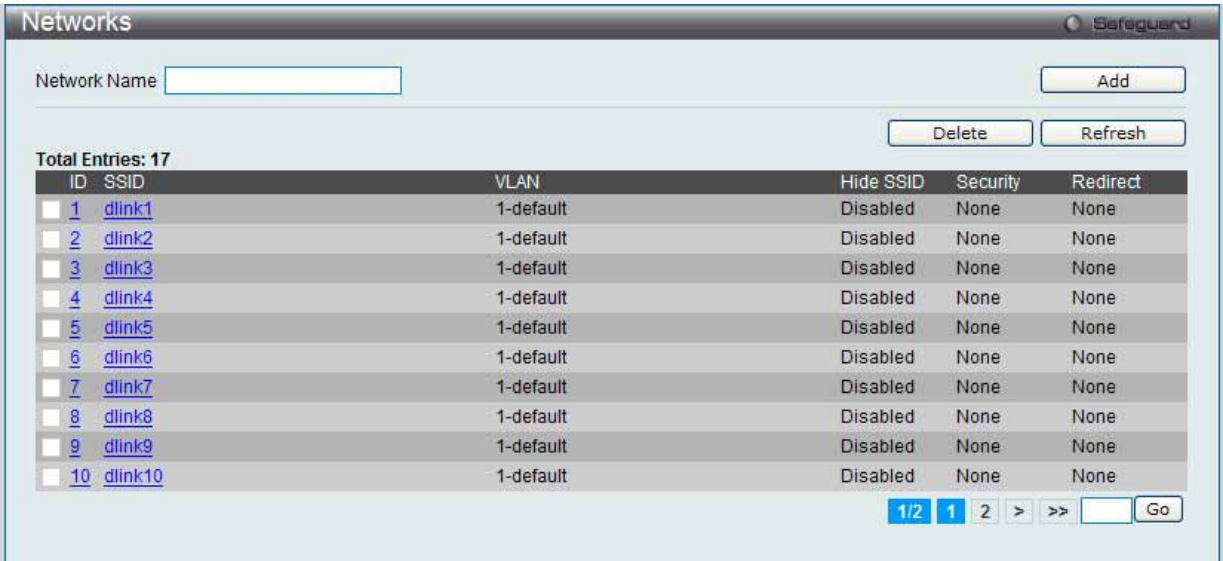 Networks Safeguard
Network Name Add
Delete Refresh
Total Entries: 17
ID SSID VLAN Hide SSID Security Redirect
1 dlink1 1-default Disabled None None
2 dlink2 1-default Disabled None None
3 dlink3 1-default Disabled None None
4 dlink4 1-default Disabled None None
5 dlink5 1-default Disabled None None
6 dlink6 1-default Disabled None None
7 dlink7 1-default Disabled None None
8 dlink8 1-default Disabled None None
9 dlink9 1-default Disabled None None
10 dlink10 1-default Disabled None None
1/2 1 2 > >> Go